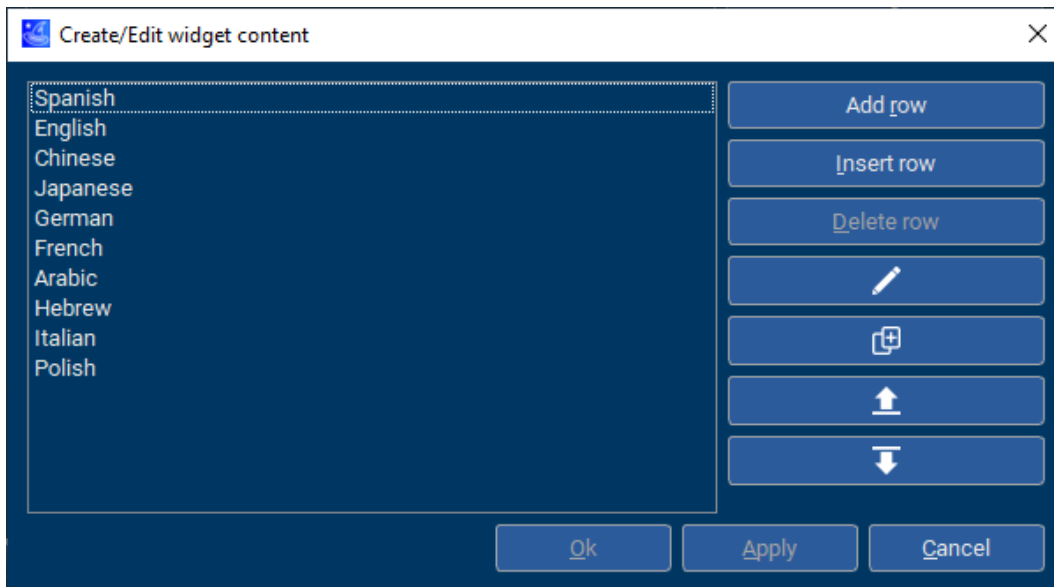 Create/Edit widget content
Spanish
English
Chinese
Japanese
German
French
Arabic
Hebrew
Italian
Polish
Add row
Insert row
Delete row
Ok
Apply
Cancel